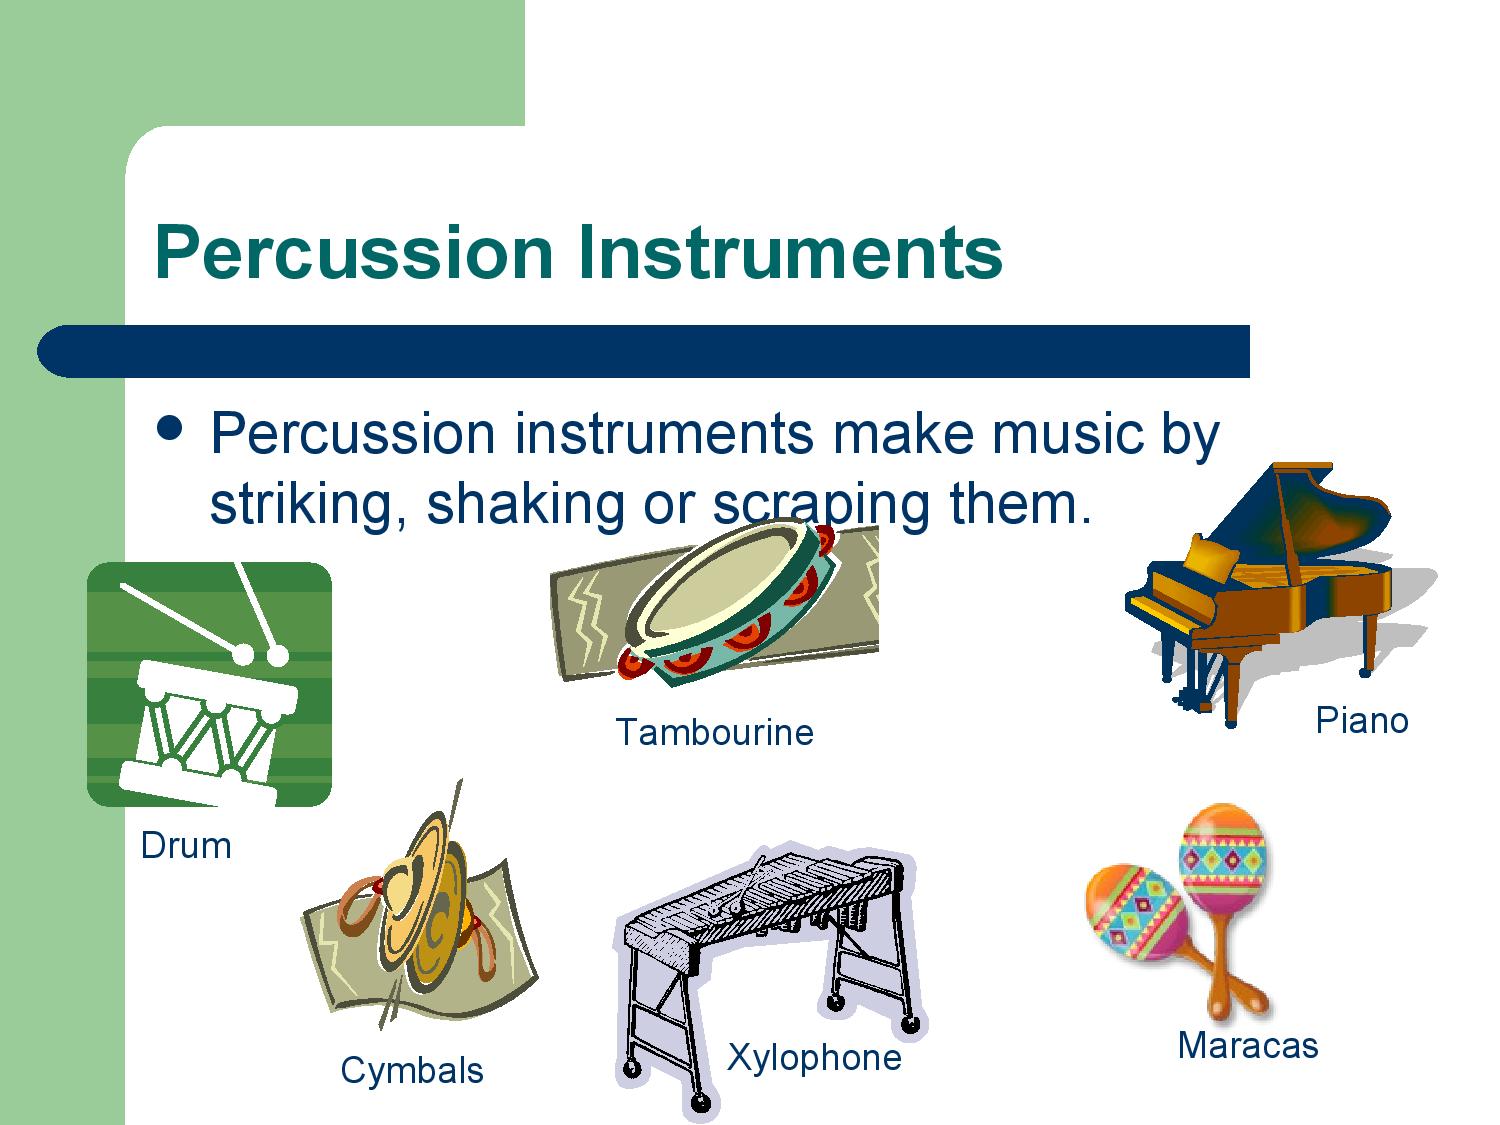 Percussion Instruments
Percussion instruments make music by
striking, shaking or scraping them.
Tambourine
Piano
Drum
Cymbals
Xylophone
Maracas